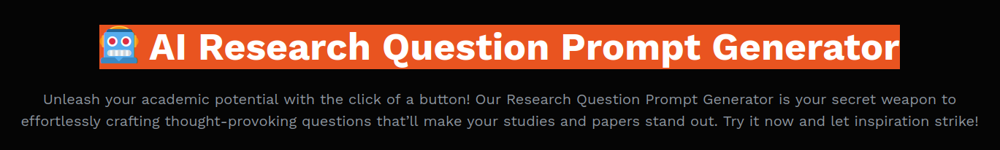 AI Research Question Prompt Generator
Unleash your academic potential with the click of a button! Our Research Question Prompt Generator is your secret weapon to
effortlessly crafting thought-provoking questions that’ll make your studies and papers stand out. Try it now and let inspiration strike!